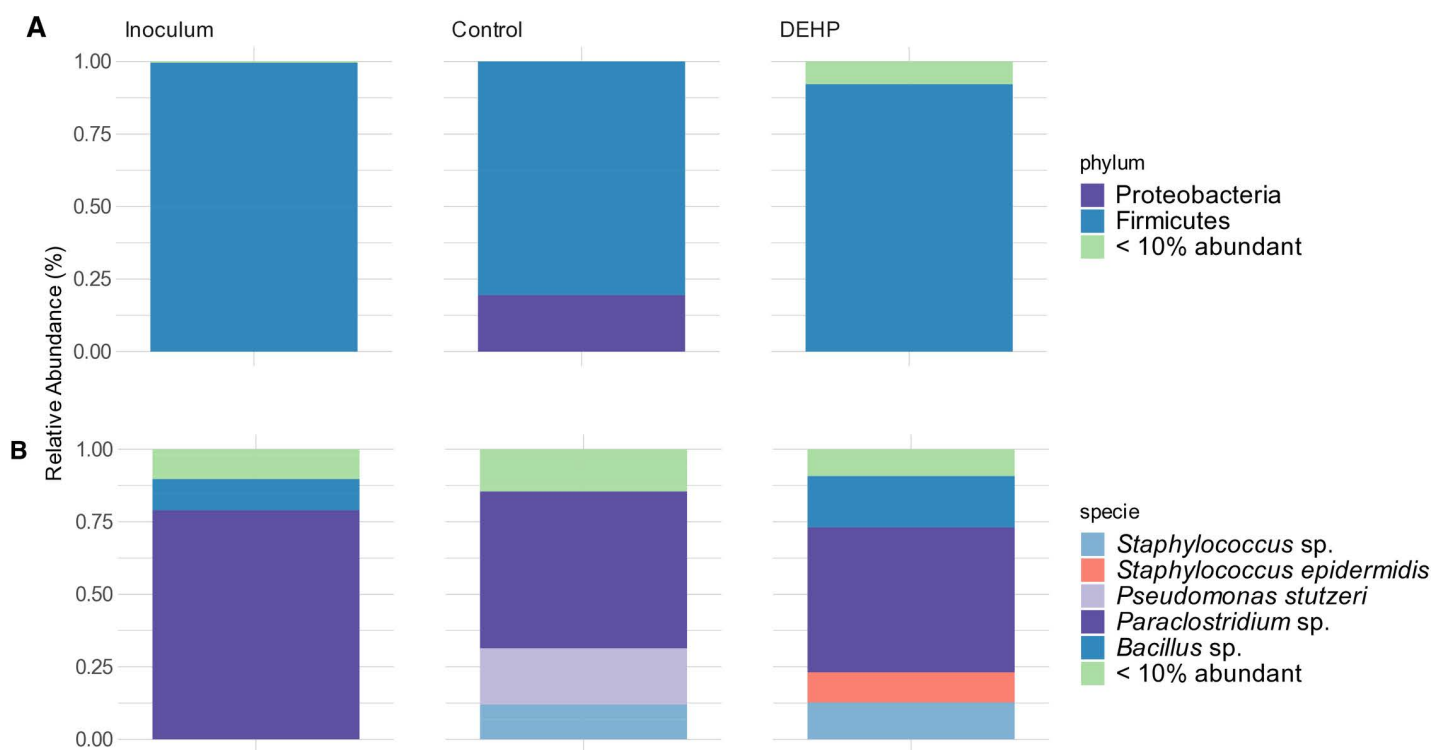 A
Inoculum
Control
DEHP
1.00
0.75
0.50
0.25
0.00
Relative Abundance (%)
phylum
Proteobacteria
Firmicutes
< 10% abundant
B
1.00
0.75
0.50
0.25
0.00
specie
Staphylococcus sp.
Staphylococcus epidermidis
Pseudomonas stutzeri
Paraclostridium sp.
Bacillus sp.
< 10% abundant